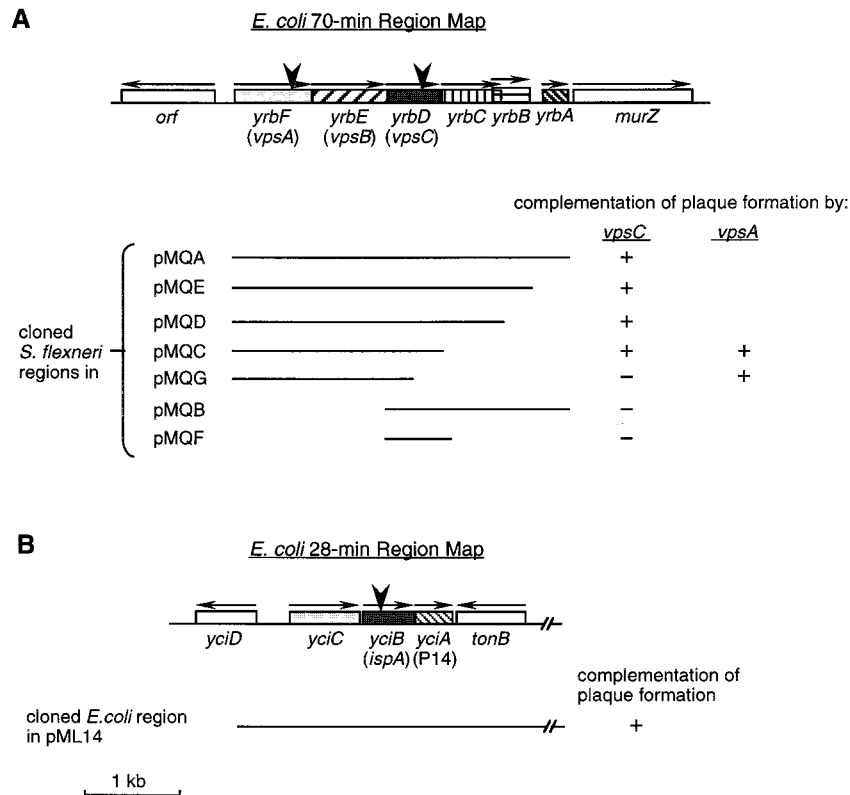 A
E. coli 70-min Region Map
orf yrbF yrbE yrbD yrbC yrbB yrbA murZ
(vpsA) (vpsB) (vpsC)
complementation of plaque formation by:
vpsC vpsA
cloned
S. flexneri
regions in
pMQA +
pMQE +
pMQD +
pMQC + +
pMQG − +
pMQB −
pMQF −
B
E. coli 28-min Region Map
yciD yciC yciB yciA tonB
(ispA) (P14)
complementation of
plaque formation
cloned E.coli region
in pML14
+
1 kb